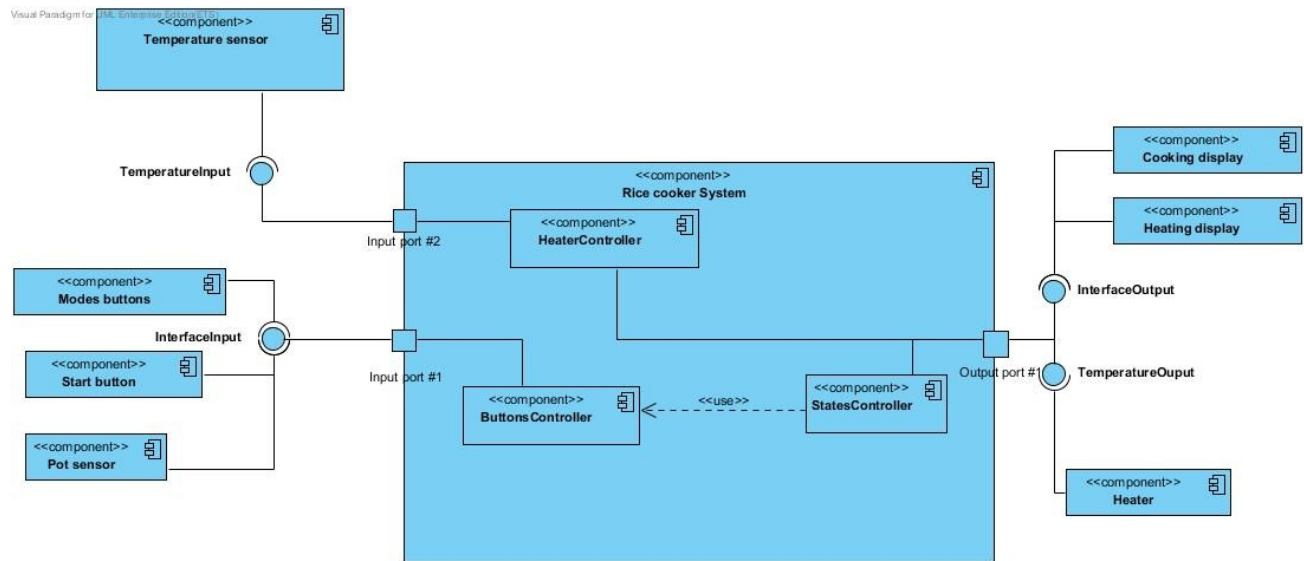 Visual Paradigm for UML Enterprise Edition(ETS)
<<component>>
Temperature sensor
TemperatureInput
<<component>>
Rice cooker System
<<component>>
HeaterController
Input port #2
<<component>>
Cooking display
<<component>>
Heating display
InterfaceOutput
<<component>>
Modes buttons
InterfaceInput
<<component>>
Start button
Input port #1
<<component>>
Pot sensor
<<component>>
ButtonsController
<<use>>
<<component>>
StatesController
Output port #1
TemperatureOuput
<<component>>
Heater